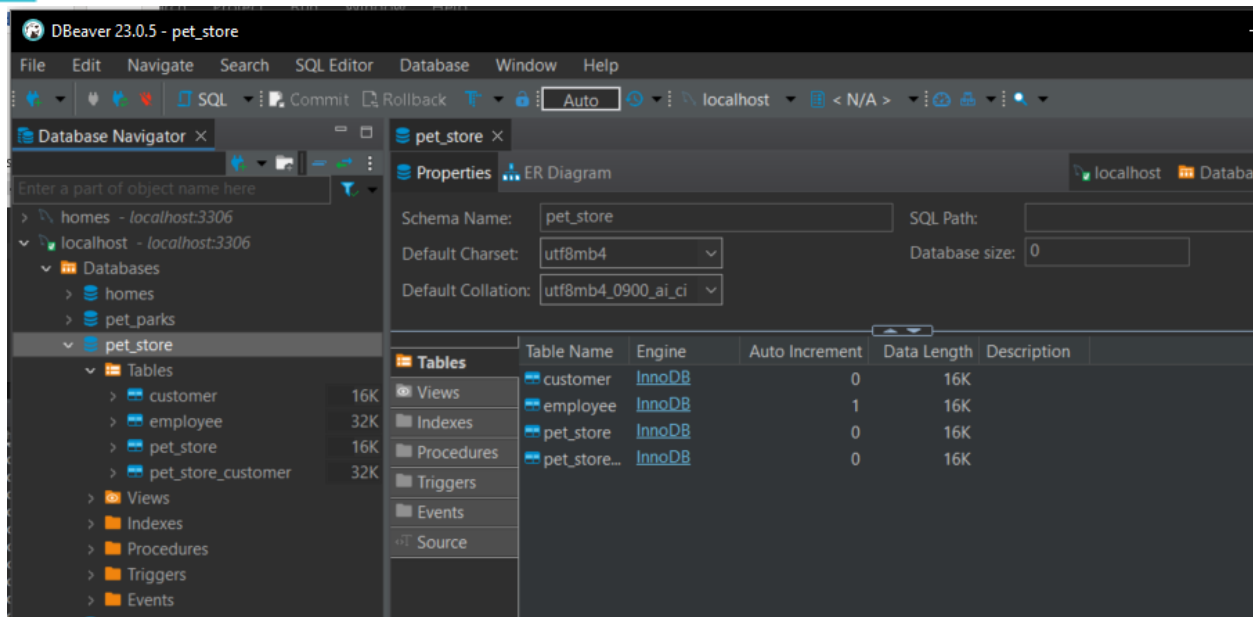 DBeaver 23.0.5 - pet_store
File Edit Navigate Search SQL Editor Database Window Help
SQL Commit Rollback Auto localhost < N/A >
Database Navigator
Enter a part of object name here
homes - localhost:3306
localhost - localhost:3306
Databases
homes
pet_parks
pet_store
Tables
customer 16K
employee 32K
pet_store 16K
pet_store_customer 32K
Views
Indexes
Procedures
Triggers
Events
pet_store
Properties ER Diagram localhost Databa
Schema Name: pet_store SQL Path:
Default Charset: utf8mb4 Database size: 0
Default Collation: utf8mb4_0900_ai_ci
Tables
Views
Indexes
Procedures
Triggers
Events
Source
Table Name Engine Auto Increment Data Length Description
customer InnoDB 0 16K
employee InnoDB 1 16K
pet_store InnoDB 0 16K
pet_store... InnoDB 0 16K